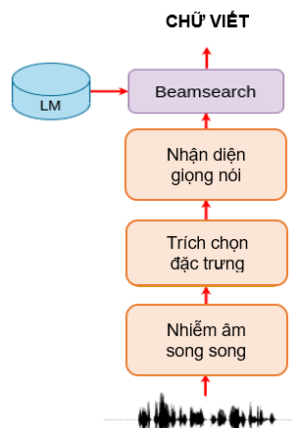 CHỮ VIẾT
LM
Beamsearch
Nhận diện
giọng nói
Trích chọn
đặc trưng
Nhiễm âm
song song